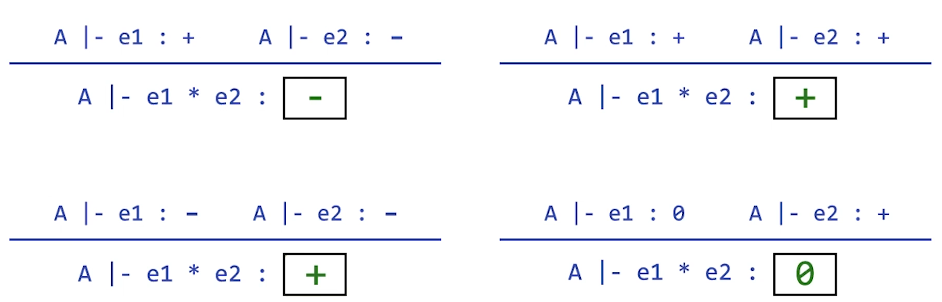 A |- e1 : +     A |- e2 : -
A |- e1 * e2 : -
A |- e1 : +     A |- e2 : +
A |- e1 * e2 : +
A |- e1 : -     A |- e2 : -
A |- e1 * e2 : +
A |- e1 : 0     A |- e2 : +
A |- e1 * e2 : 0